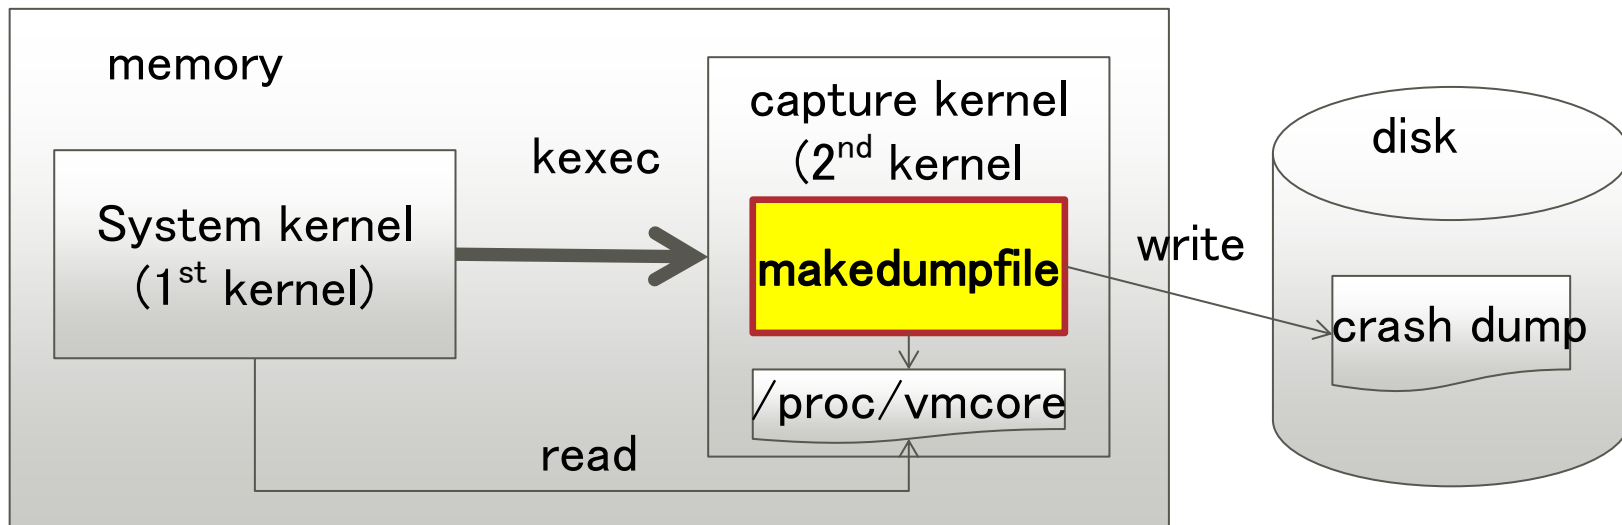 memory
System kernel
(1st kernel)
kexec
capture kernel
(2nd kernel
makedumpfile
/proc/vmcore
read
write
disk
crash dump